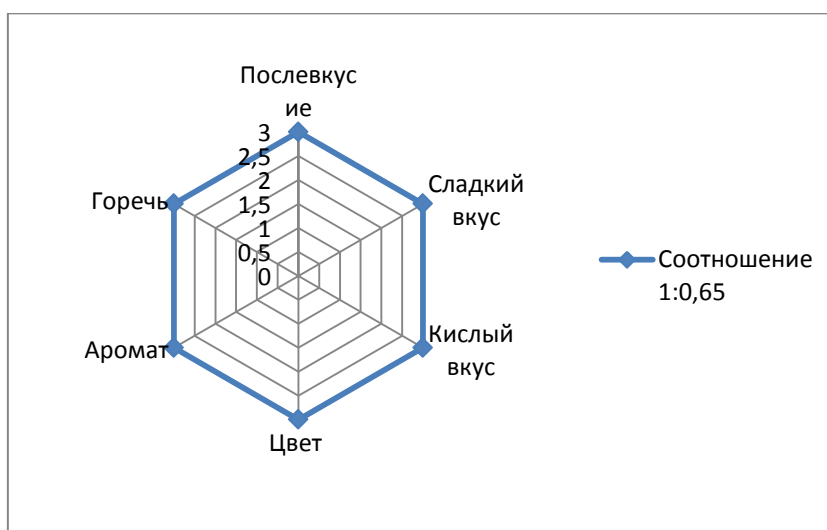 Послевкус
ие
3
2,5
2
1,5
1
0,5
0
Сладкий
вкус
Кислый
вкус
Цвет
Аромат
Горечь
Соотношение
1:0,65